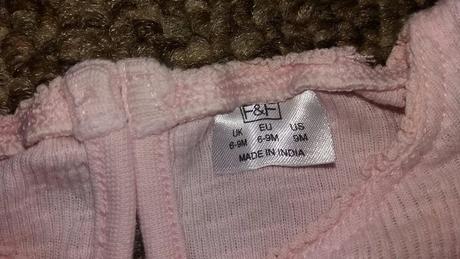 F&F
UK EU US
6-9M 6-9M 9M
MADE IN INDIA